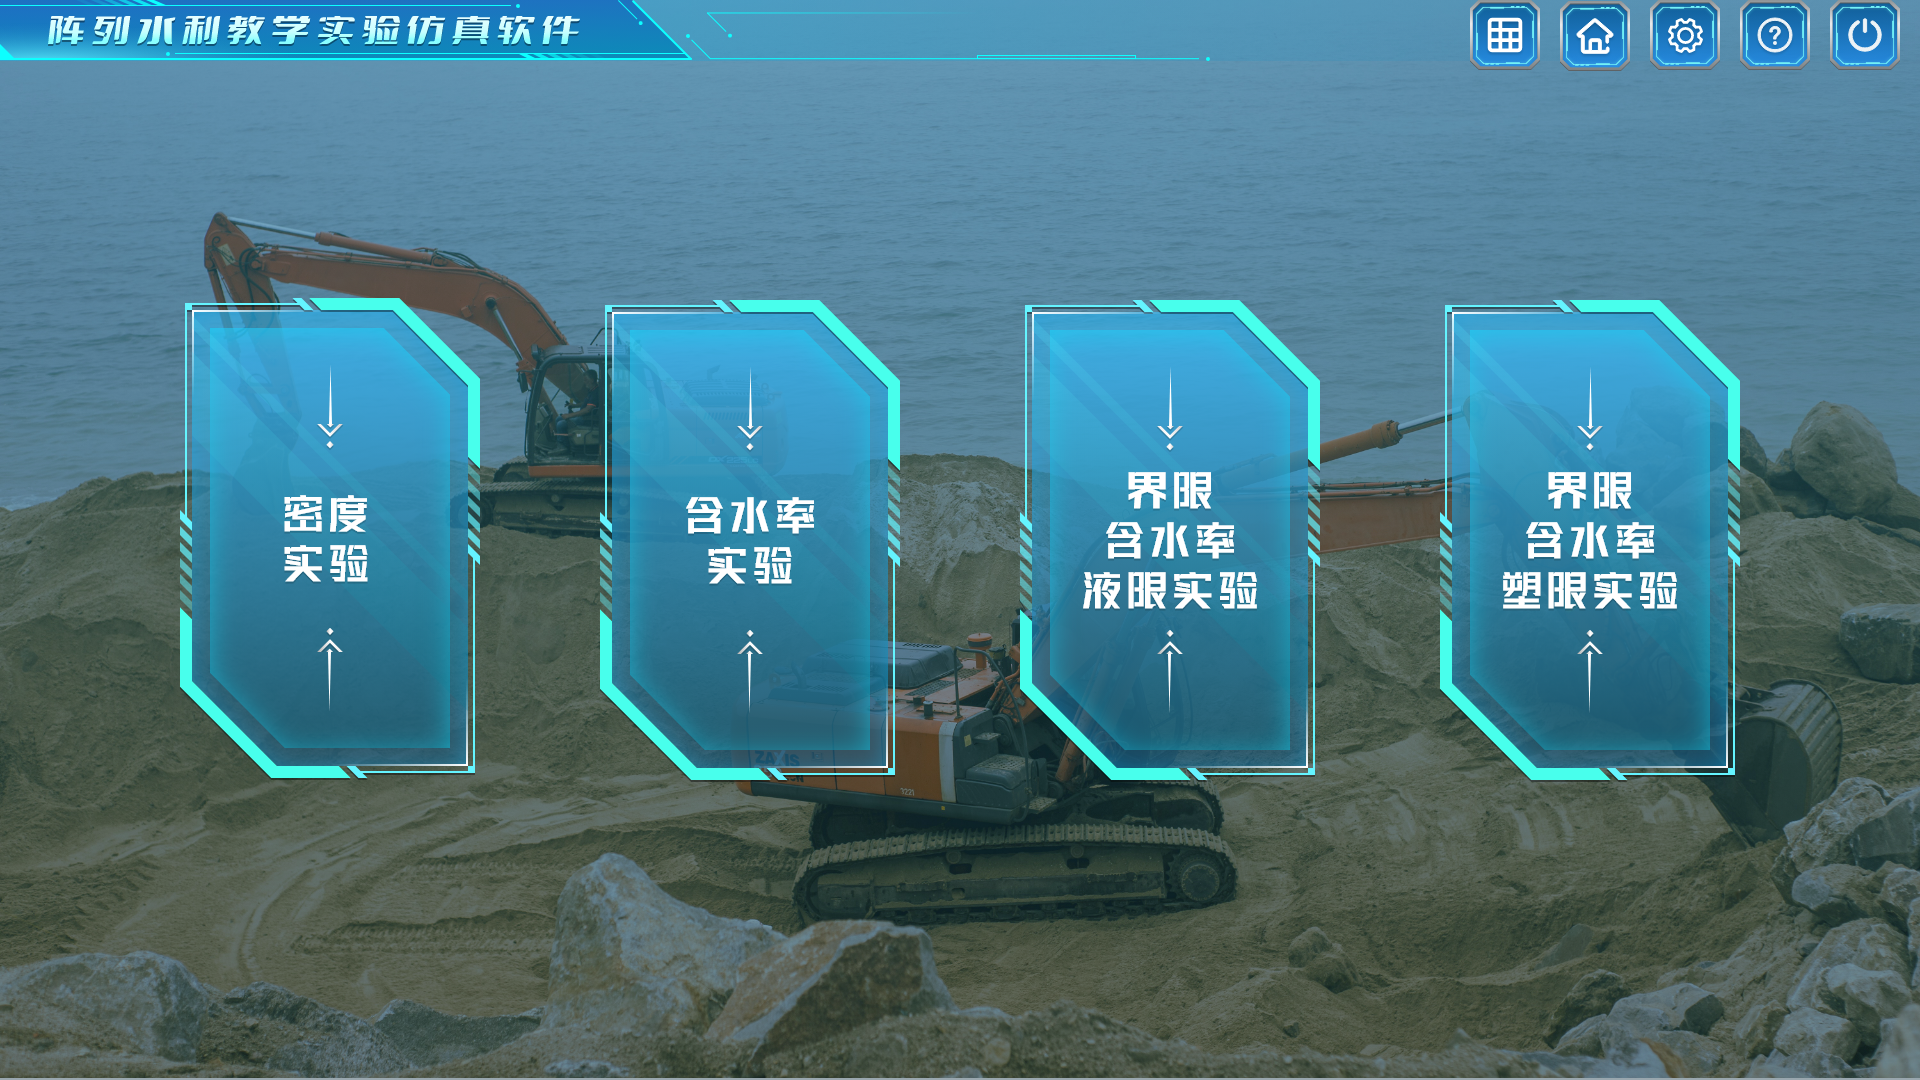 阵列水利教学实验仿真软件
密度
实验
含水率
实验
界限
含水率
液限实验
界限
含水率
塑限实验